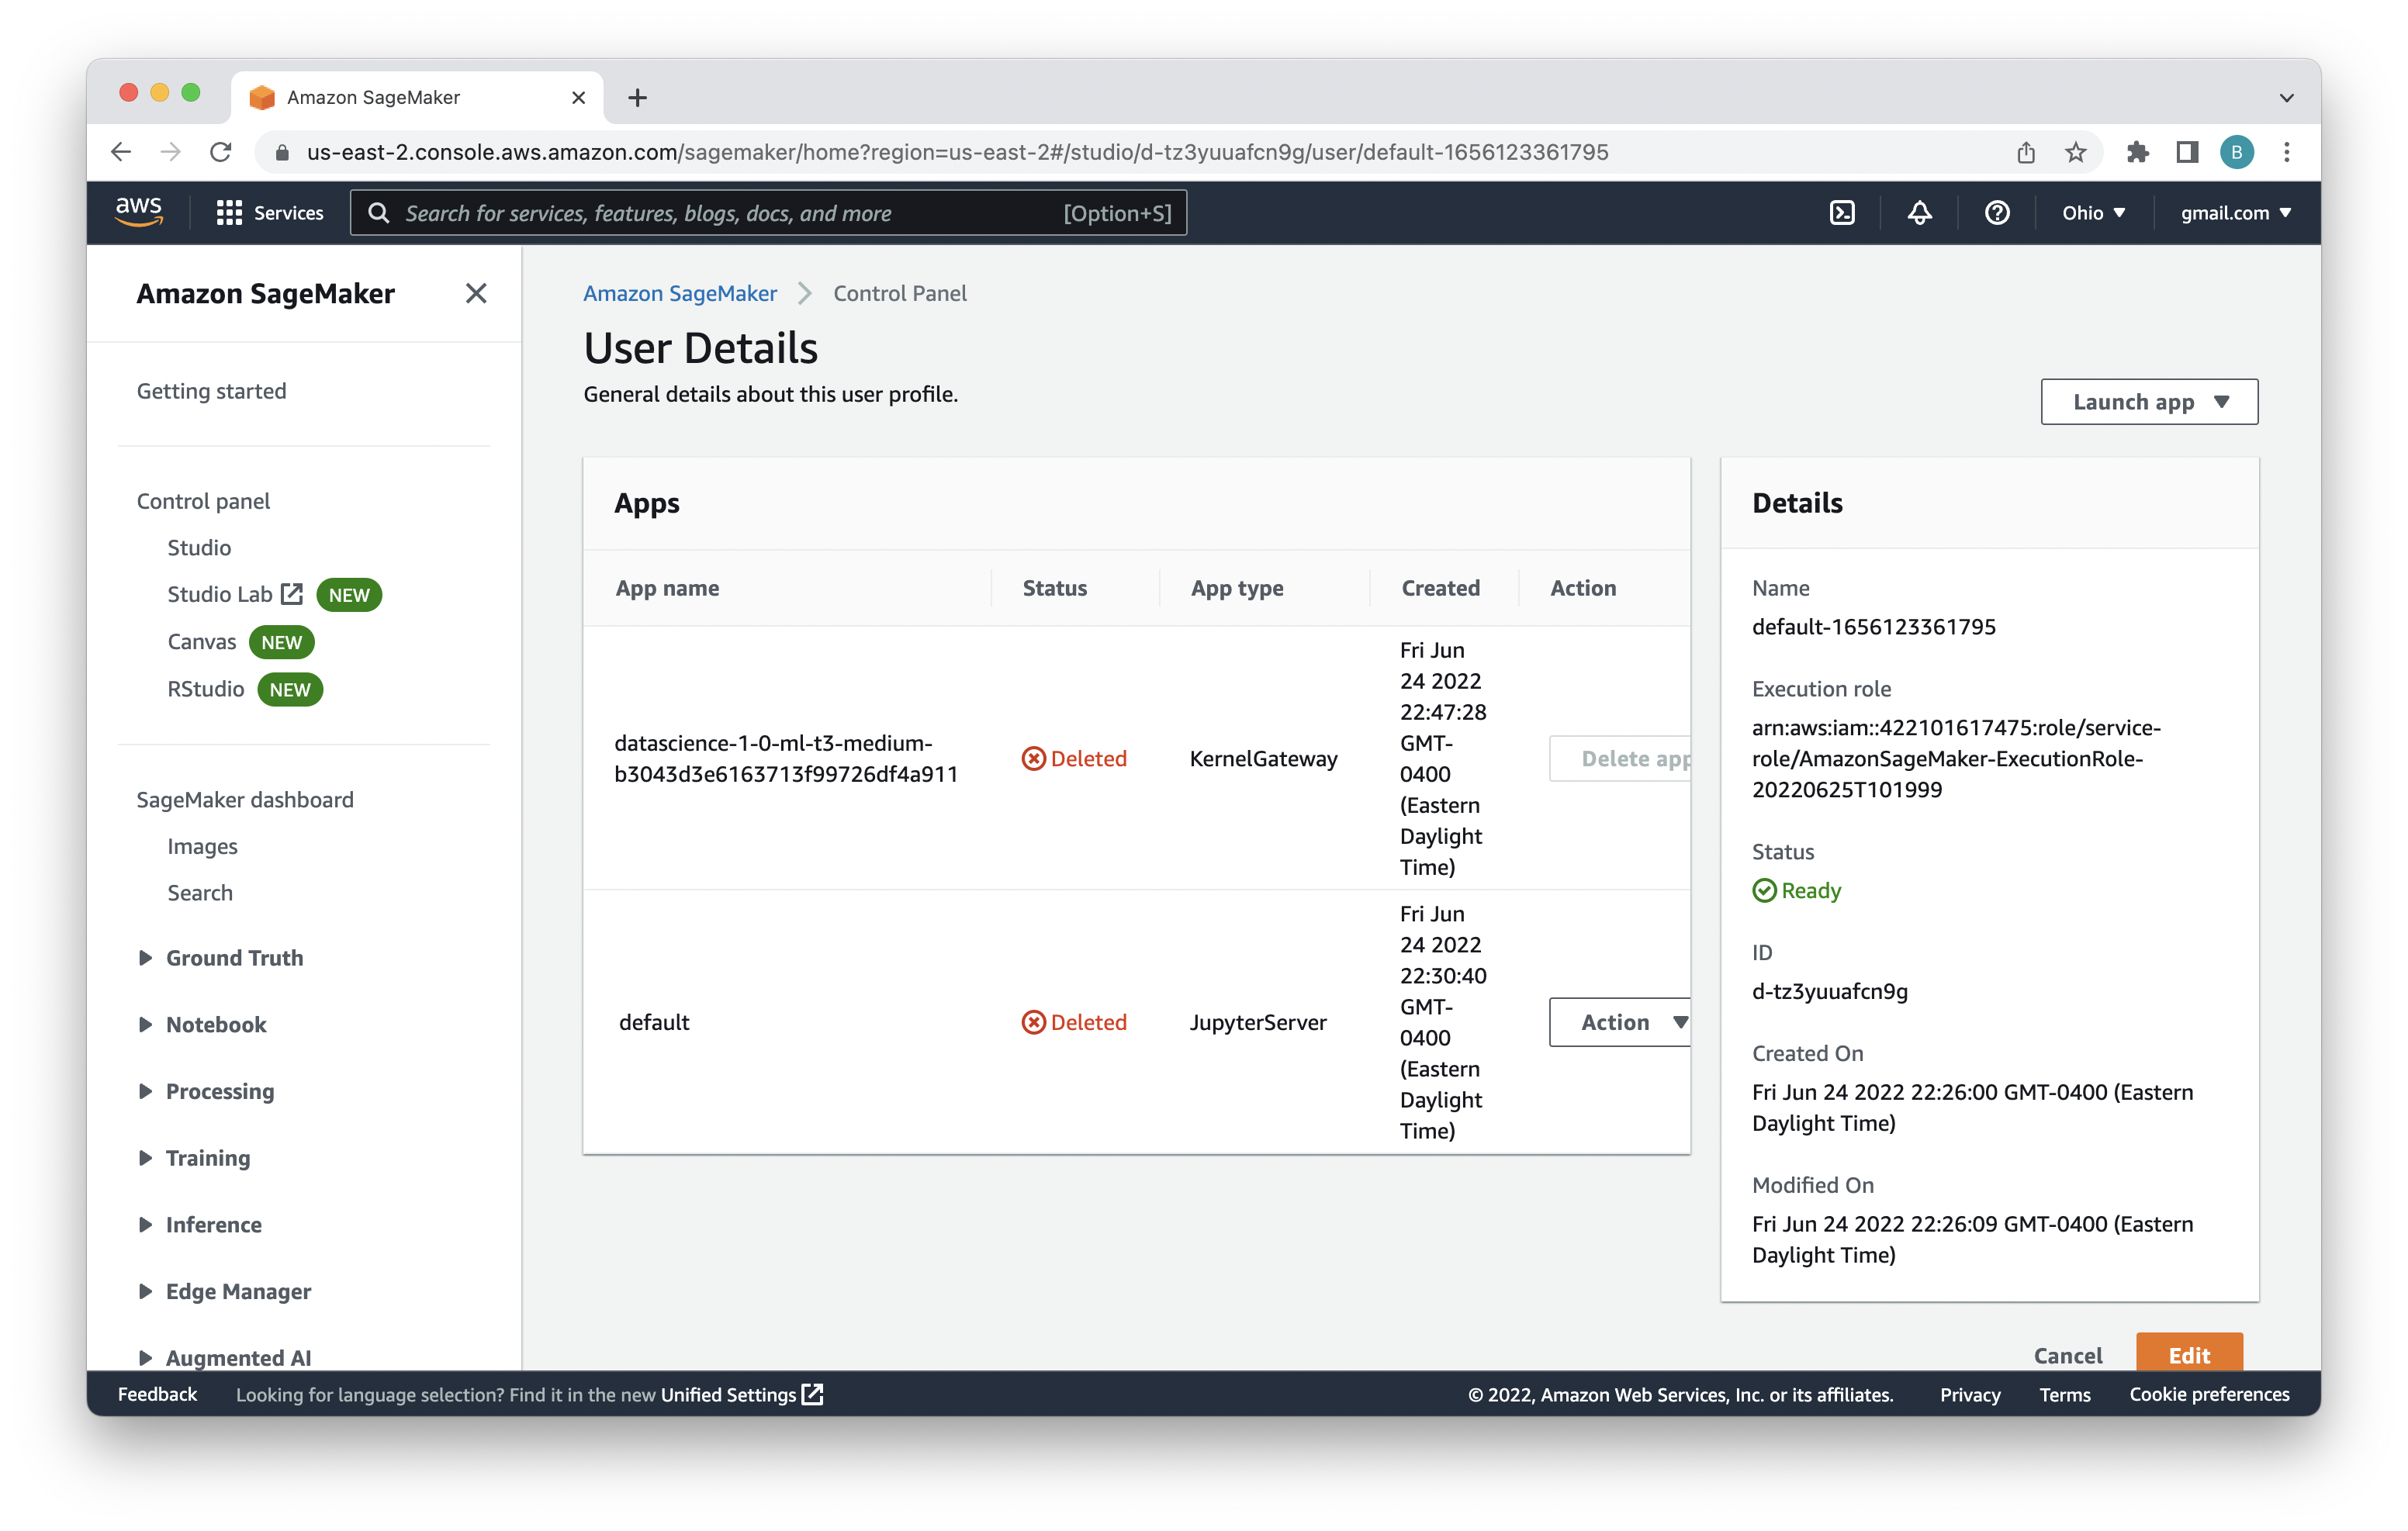 Amazon SageMaker
us-east-2.console.aws.amazon.com/sagemaker/home?region=us-east-2#/studio/d-tz3yuuafcn9g/user/default-1656123361795
B
aws
Services
Search for services, features, blogs, docs, and more
[Option+S]
Ohio
gmail.com
Amazon SageMaker
Getting started
Control panel
Studio
Studio Lab NEW
Canvas NEW
RStudio NEW
SageMaker dashboard
Images
Search
Ground Truth
Notebook
Processing
Training
Inference
Edge Manager
Augmented AI
Amazon SageMaker
Control Panel
User Details
General details about this user profile.
Launch app
Apps
App name
Status
App type
Created
Action
datascience-1-0-ml-t3-medium-
b3043d3e6163713f99726df4a911
Deleted
KernelGateway
Fri Jun
24 2022
22:47:28
GMT-
0400
(Eastern
Daylight
Time)
Delete app
default
Deleted
JupyterServer
Fri Jun
24 2022
22:30:40
GMT-
0400
(Eastern
Daylight
Time)
Action
Details
Name
default-1656123361795
Execution role
arn:aws:iam::422101617475:role/service-
role/AmazonSageMaker-ExecutionRole-
20220625T101999
Status
Ready
ID
d-tz3yuuafcn9g
Created On
Fri Jun 24 2022 22:26:00 GMT-0400 (Eastern
Daylight Time)
Modified On
Fri Jun 24 2022 22:26:09 GMT-0400 (Eastern
Daylight Time)
Cancel
Edit
Feedback
Looking for language selection? Find it in the new Unified Settings
© 2022, Amazon Web Services, Inc. or its affiliates.
Privacy
Terms
Cookie preferences